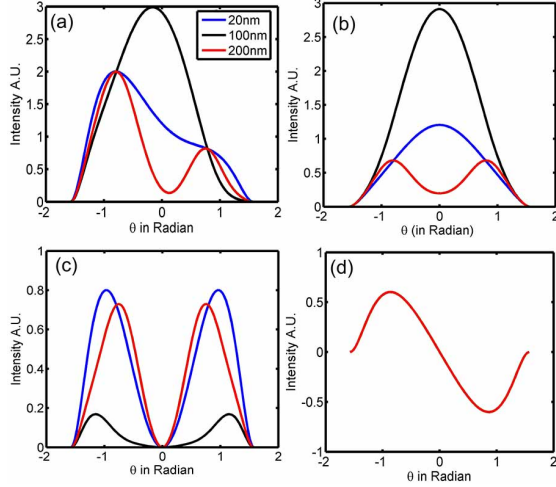 (a)
20nm
100nm
200nm
Intensity A.U.
3
2.5
2
1.5
1
0.5
0
-2 -1 0 1 2
θ in Radian
(b)
Intensity A.U.
3
2.5
2
1.5
1
0.5
0
-2 -1 0 1 2
θ (in Radian)
(c)
Intensity A.U.
0.8
0.6
0.4
0.2
0
-2 -1 0 1 2
θ in Radian
(d)
Intensity A.U.
1
0.5
0
-0.5
-1
-2 -1 0 1 2
θ in Radian